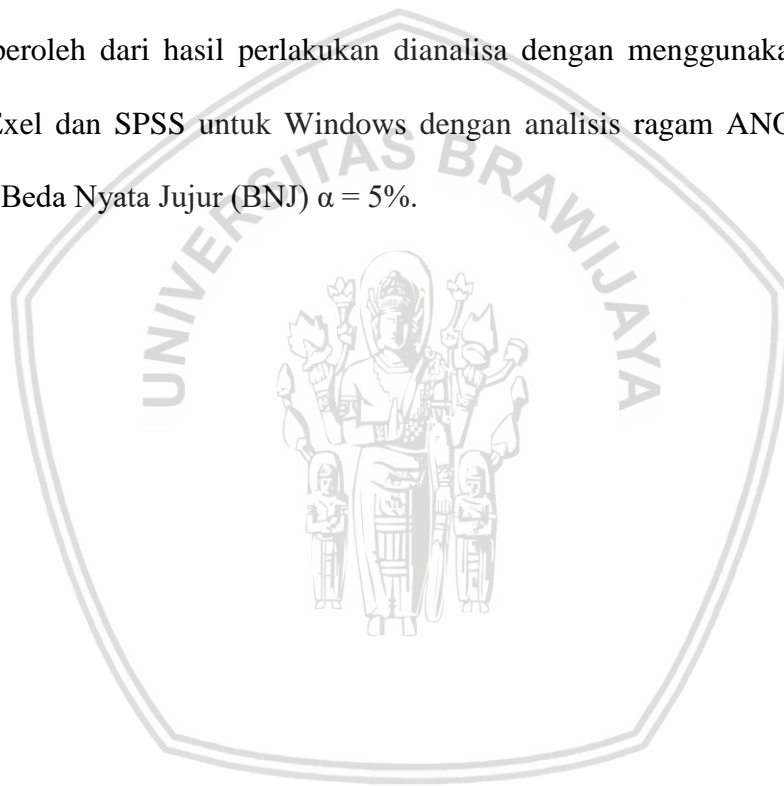 peroleh dari hasil perlakukan dianalisa dengan menggunaka
Exel dan SPSS untuk Windows dengan analisis ragam ANO
Beda Nyata Jujur (BNJ) α = 5%.
UNIVERSITAS BRAWIJAYA